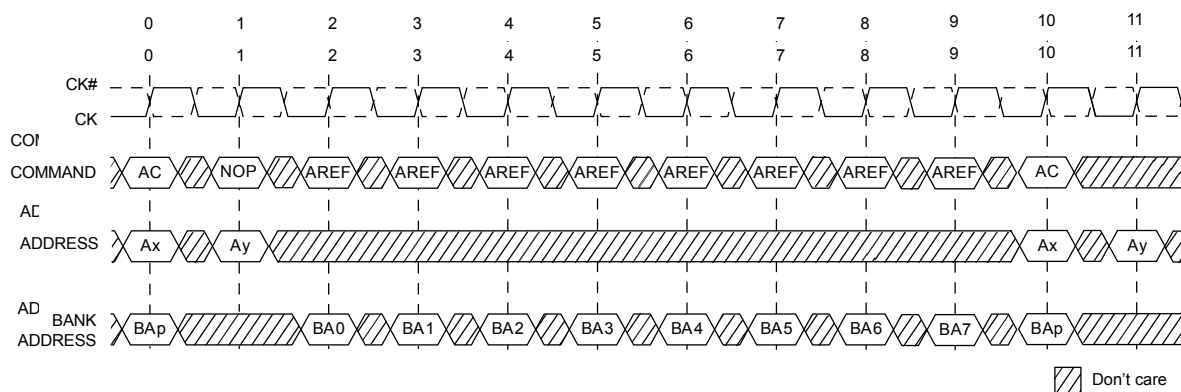 0 1 2 3 4 5 6 7 8 9 10 11
0 1 2 3 4 5 6 7 8 9 10 11
CK#
CK
COM
COMMAND AC NOP AREF AREF AREF AREF AREF AREF AREF AREF AC
AD
ADDRESS Ax Ay Ax Ay
AD
BANK
ADDRESS BAp BA0 BA1 BA2 BA3 BA4 BA5 BA6 BA7 BAp
Don't care